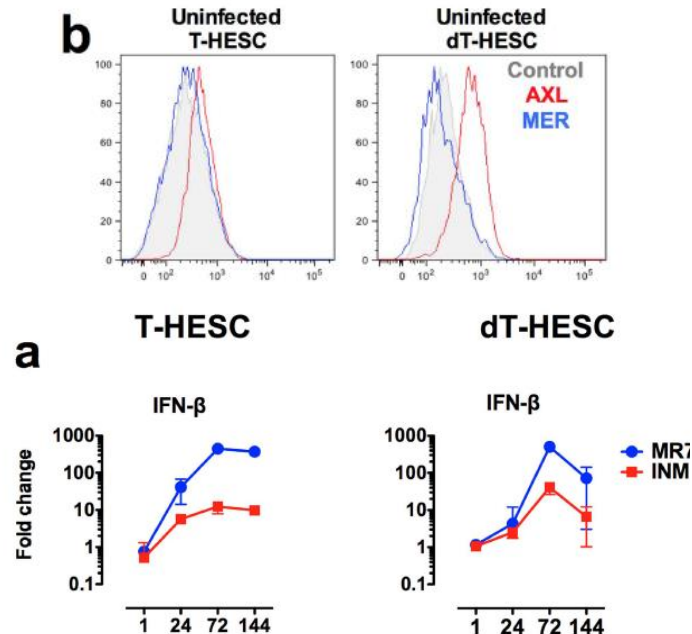 b
Uninfected
T-HESC
Uninfected
dT-HESC
Control
AXL
MER
100
80
60
40
20
0
0 10² 10³ 10⁴ 10⁵
100
80
60
40
20
0
0 10² 10³ 10⁴ 10⁵
T-HESC
dT-HESC
a
IFN-β
IFN-β
Fold change
1000
100
10
1
0.1
1 24 72 144
1000
100
10
1
0.1
1 24 72 144
MR7
INM